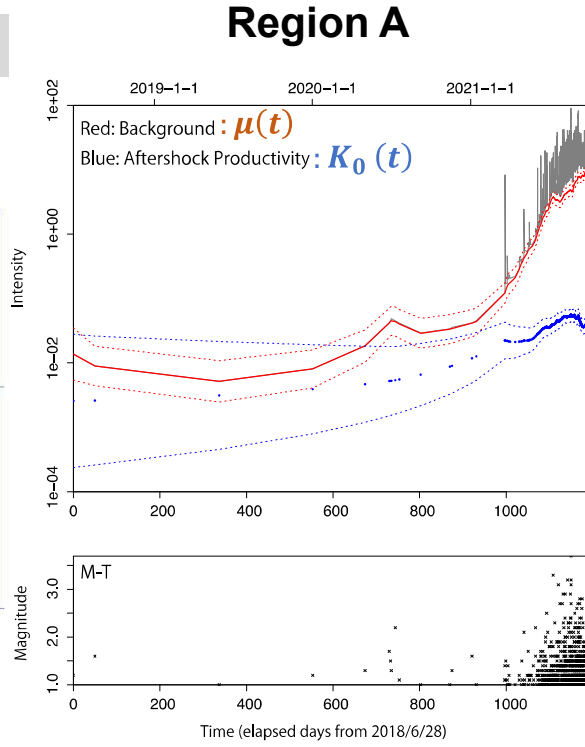 Region A
2019-1-1 2020-1-1 2021-1-1
Red: Background : μ(t)
Blue: Aftershock Productivity : K₀ (t)
1e+02
1e+00
1e-02
1e-04
Intensity
0 200 400 600 800 1000
M-T
3.0
2.0
1.0
Magnitude
0 200 400 600 800 1000
Time (elapsed days from 2018/6/28)